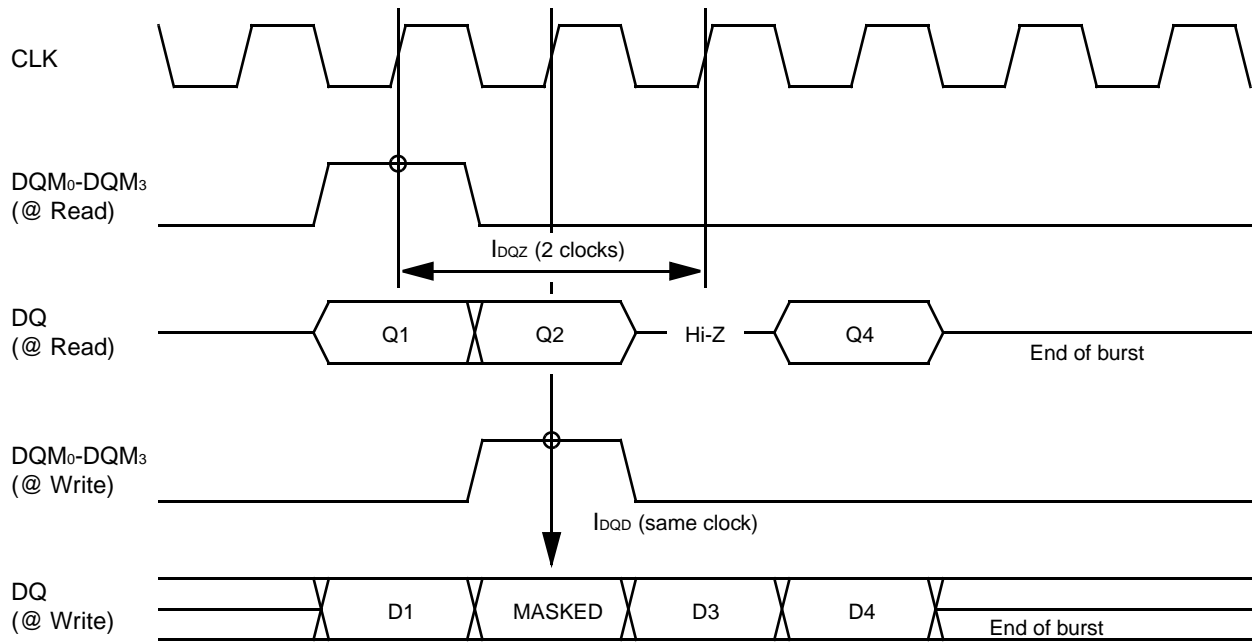 CLK
DQM0-DQM3
(@ Read)
IDQZ (2 clocks)
DQ
(@ Read)
Q1
Q2
Hi-Z
Q4
End of burst
DQM0-DQM3
(@ Write)
IDQD (same clock)
DQ
(@ Write)
D1
MASKED
D3
D4
End of burst